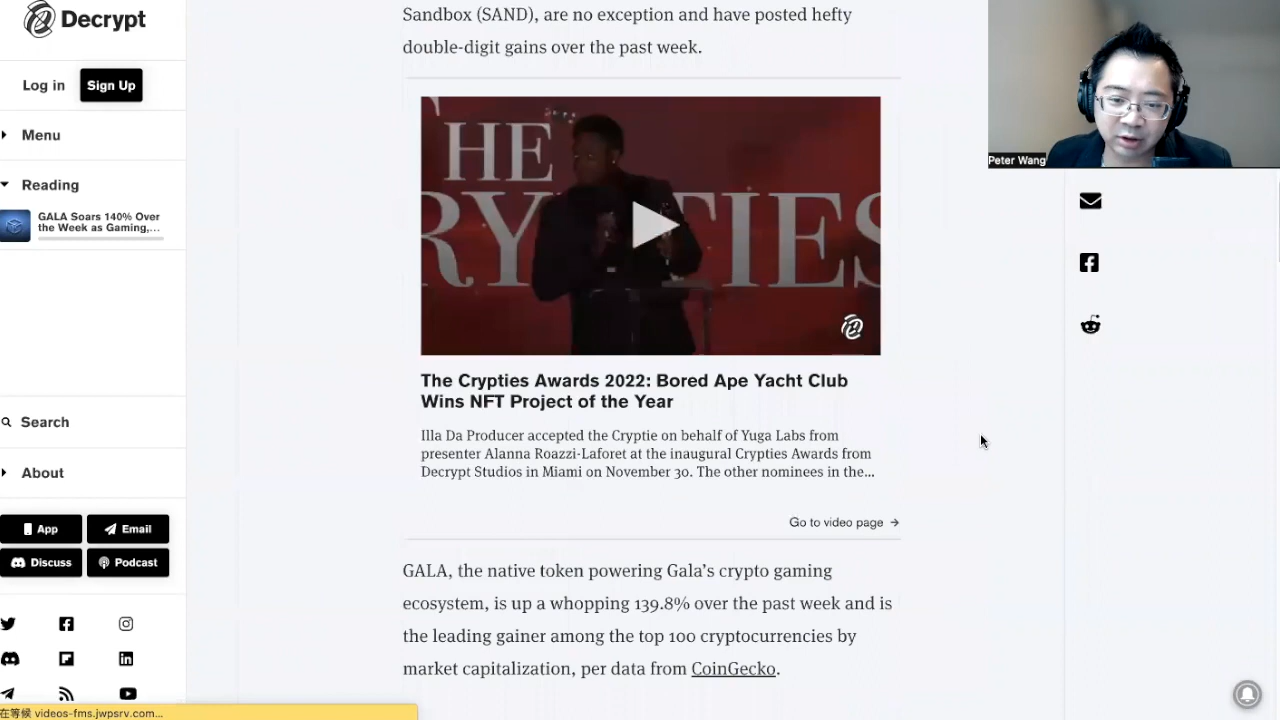 Decrypt
Log in
Sign Up
Menu
Reading
GALA Soars 140% Over
the Week as Gaming,...
Search
About
App
Email
Discuss
Podcast
在等候 videos-fms.jwpsrv.com...
Sandbox (SAND), are no exception and have posted hefty
double-digit gains over the past week.
THE
CRYPTIES
The Crypties Awards 2022: Bored Ape Yacht Club
Wins NFT Project of the Year
Illa Da Producer accepted the Cryptie on behalf of Yuga Labs from
presenter Alanna Roazzi-Laforet at the inaugural Crypties Awards from
Decrypt Studios in Miami on November 30. The other nominees in the...
Go to video page
GALA, the native token powering Gala’s crypto gaming
ecosystem, is up a whopping 139.8% over the past week and is
the leading gainer among the top 100 cryptocurrencies by
market capitalization, per data from CoinGecko.
Peter Wang